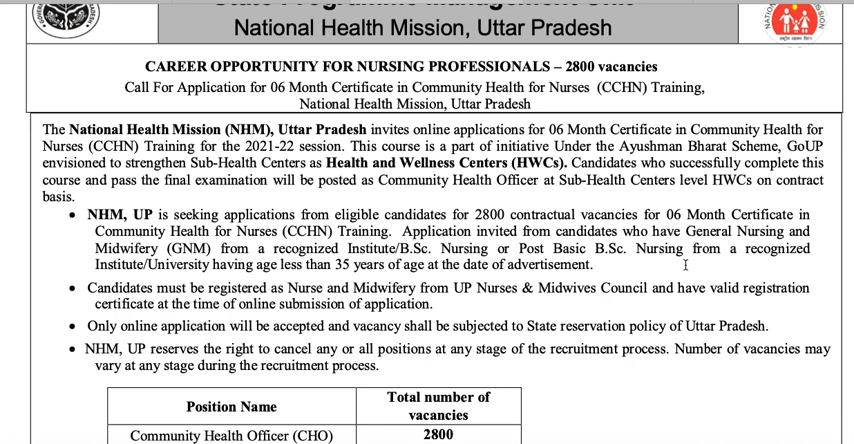 National Health Mission, Uttar Pradesh
CAREER OPPORTUNITY FOR NURSING PROFESSIONALS – 2800 vacancies
Call For Application for 06 Month Certificate in Community Health for Nurses (CCHN) Training,
National Health Mission, Uttar Pradesh
The National Health Mission (NHM), Uttar Pradesh invites online applications for 06 Month Certificate in Community Health for
Nurses (CCHN) Training for the 2021-22 session. This course is a part of initiative Under the Ayushman Bharat Scheme, GoUP
envisioned to strengthen Sub-Health Centers as Health and Wellness Centers (HWCs). Candidates who successfully complete this
course and pass the final examination will be posted as Community Health Officer at Sub-Health Centers level HWCs on contract
basis.
• NHM, UP is seeking applications from eligible candidates for 2800 contractual vacancies for 06 Month Certificate in
Community Health for Nurses (CCHN) Training. Application invited from candidates who have General Nursing and
Midwifery (GNM) from a recognized Institute/B.Sc. Nursing or Post Basic B.Sc. Nursing from a recognized
Institute/University having age less than 35 years of age at the date of advertisement.
• Candidates must be registered as Nurse and Midwifery from UP Nurses & Midwives Council and have valid registration
certificate at the time of online submission of application.
• Only online application will be accepted and vacancy shall be subjected to State reservation policy of Uttar Pradesh.
• NHM, UP reserves the right to cancel any or all positions at any stage of the recruitment process. Number of vacancies may
vary at any stage during the recruitment process.
Position Name
Total number of
vacancies
Community Health Officer (CHO)
2800